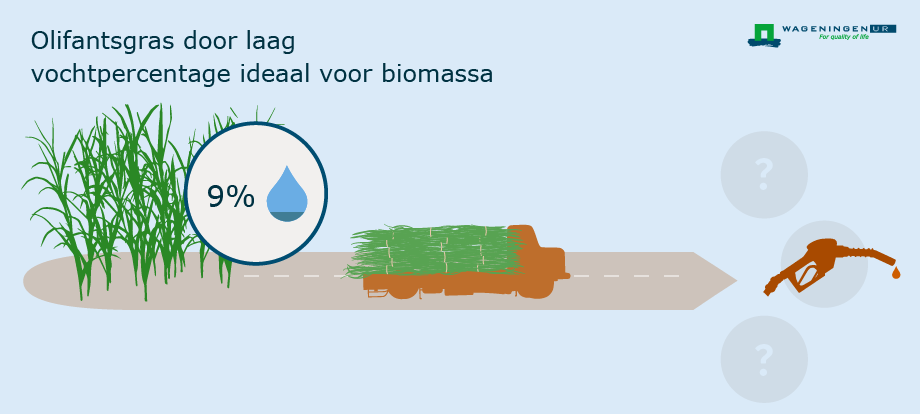 Olifantsgras door laag
vochtpercentage ideaal voor biomassa
WAGENINGEN UR
For quality of life
9%
?
?